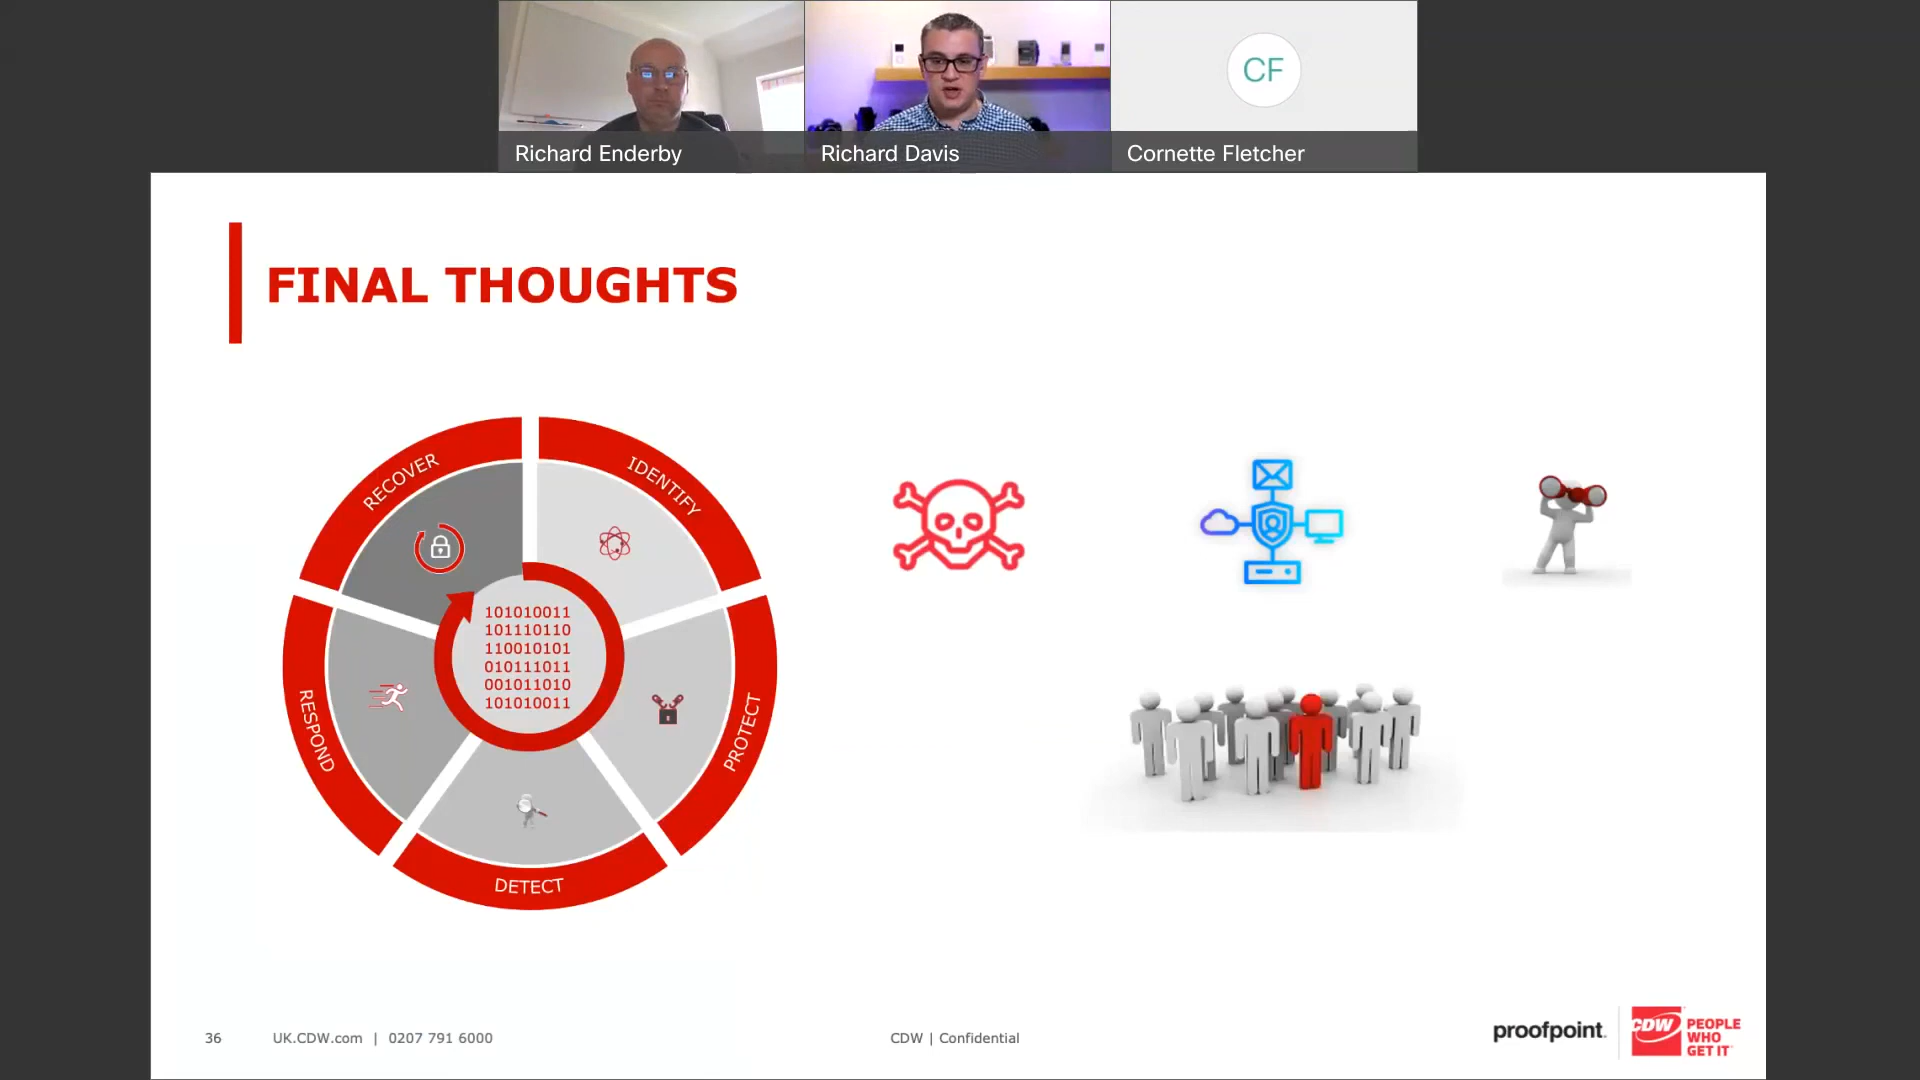 Richard Enderby
Richard Davis
CF
Cornette Fletcher
FINAL THOUGHTS
RECOVER
IDENTIFY
101010011
101110110
110010101
010111011
001011010
101010011
RESPOND
PROTECT
DETECT
36
UK.CDW.com | 0207 791 6000
CDW | Confidential
proofpoint.
CDW
PEOPLE
WHO
GET IT